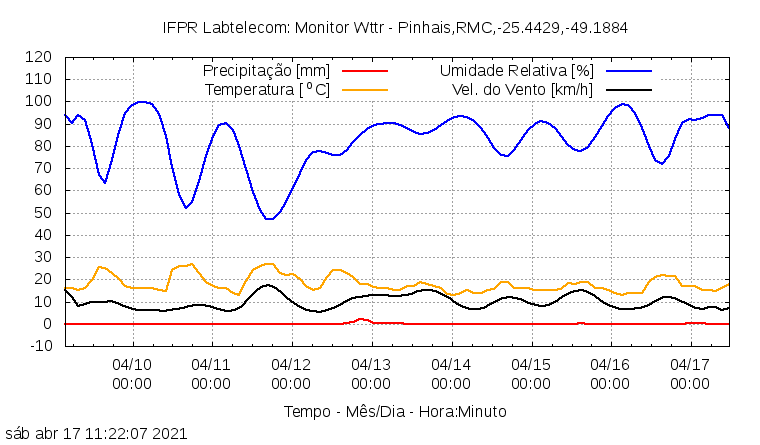 IFPR Labtelecom: Monitor Wttr - Pinhais,RMC,-25.4429,-49.1884
Precipitação [mm]
Temperatura [⁰C]
Umidade Relativa [%]
Vel. do Vento [km/h]
120
110
100
90
80
70
60
50
40
30
20
10
0
-10
04/10 04/11 04/12 04/13 04/14 04/15 04/16 04/17
00:00 00:00 00:00 00:00 00:00 00:00 00:00 00:00
Tempo - Mês/Dia - Hora:Minuto
sáb abr 17 11:22:07 2021